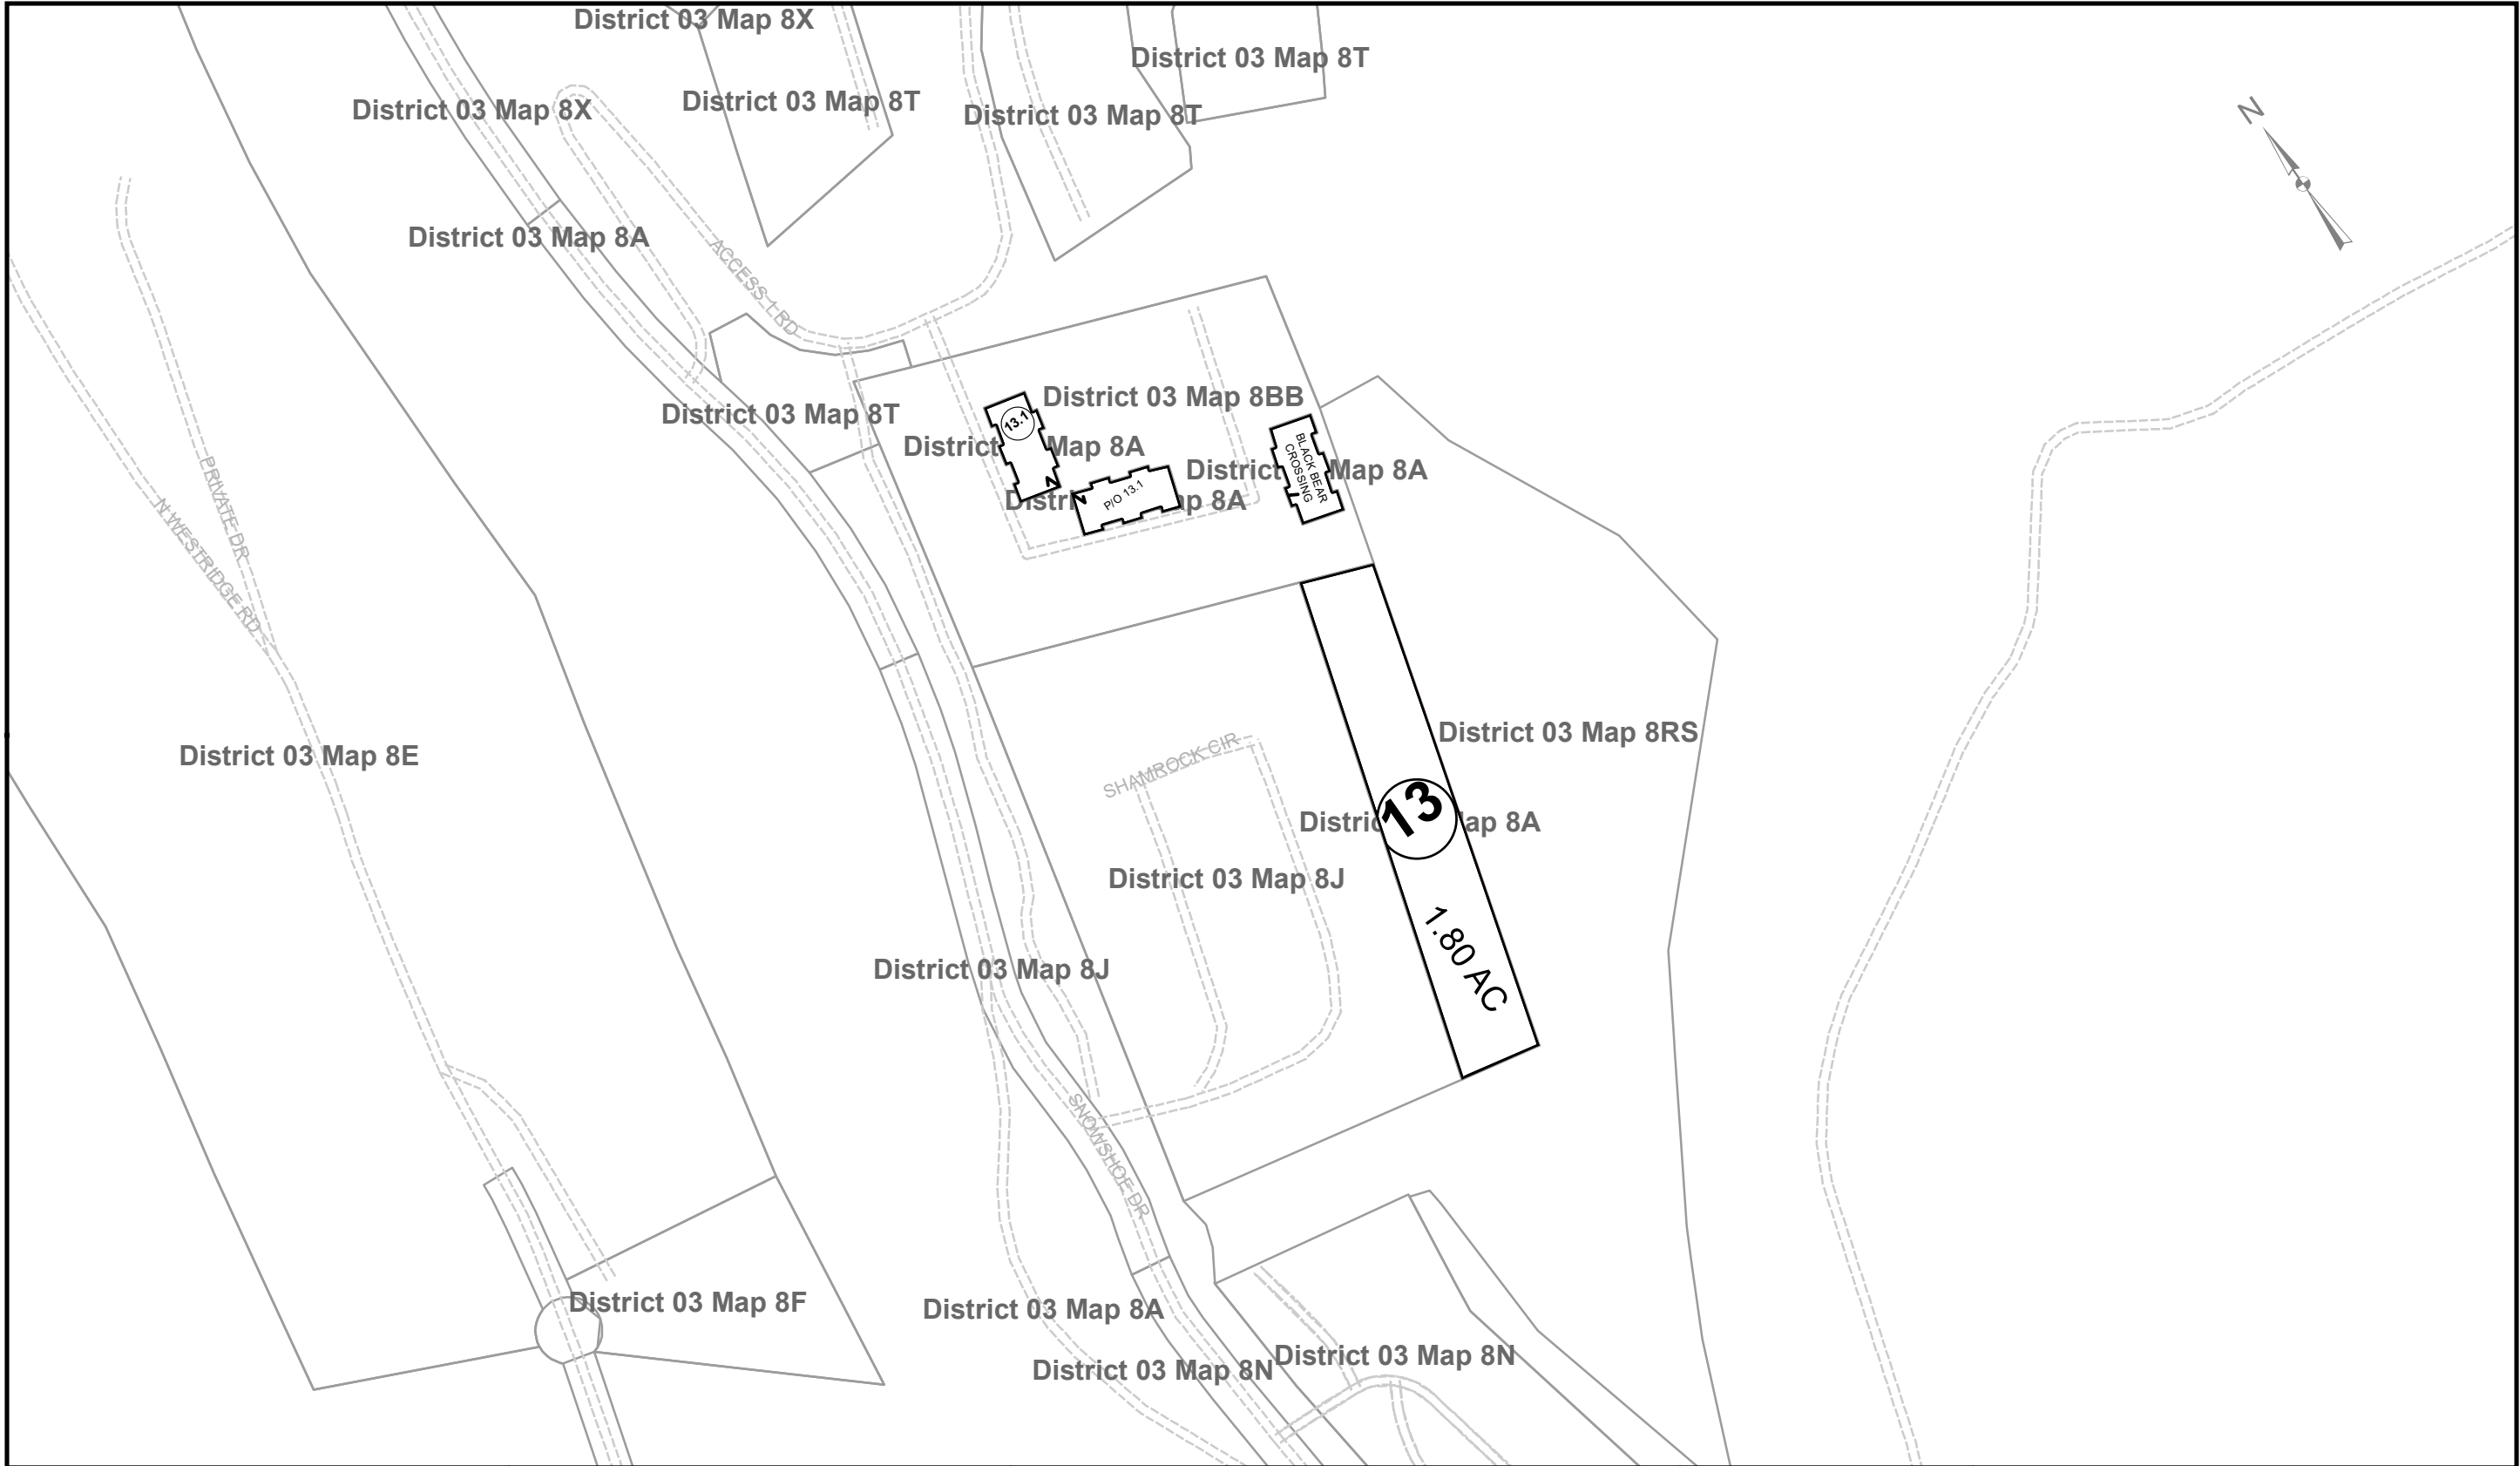 District 03 Map 8X
District 03 Map 8T
District 03 Map 8T
District 03 Map 8X
District 03 Map 8T
N
District 03 Map 8A
ACCESS 1 RD
District 03 Map 8BB
District 03 Map 8T
13.1
District Map 8A
BLACK BEAR
CROSSING
District Map 8A
P/O 13.1
Distri ap 8A
PRIVATE DR
N WESTRIDGE RD
District 03 Map 8RS
District 03 Map 8E
SHAMROCK CIR
13
Distric ap 8A
District 03 Map 8J
1.80 AC
District 03 Map 8J
SNOWSHOE DR
District 03 Map 8F
District 03 Map 8A
District 03 Map 8N
District 03 Map 8N